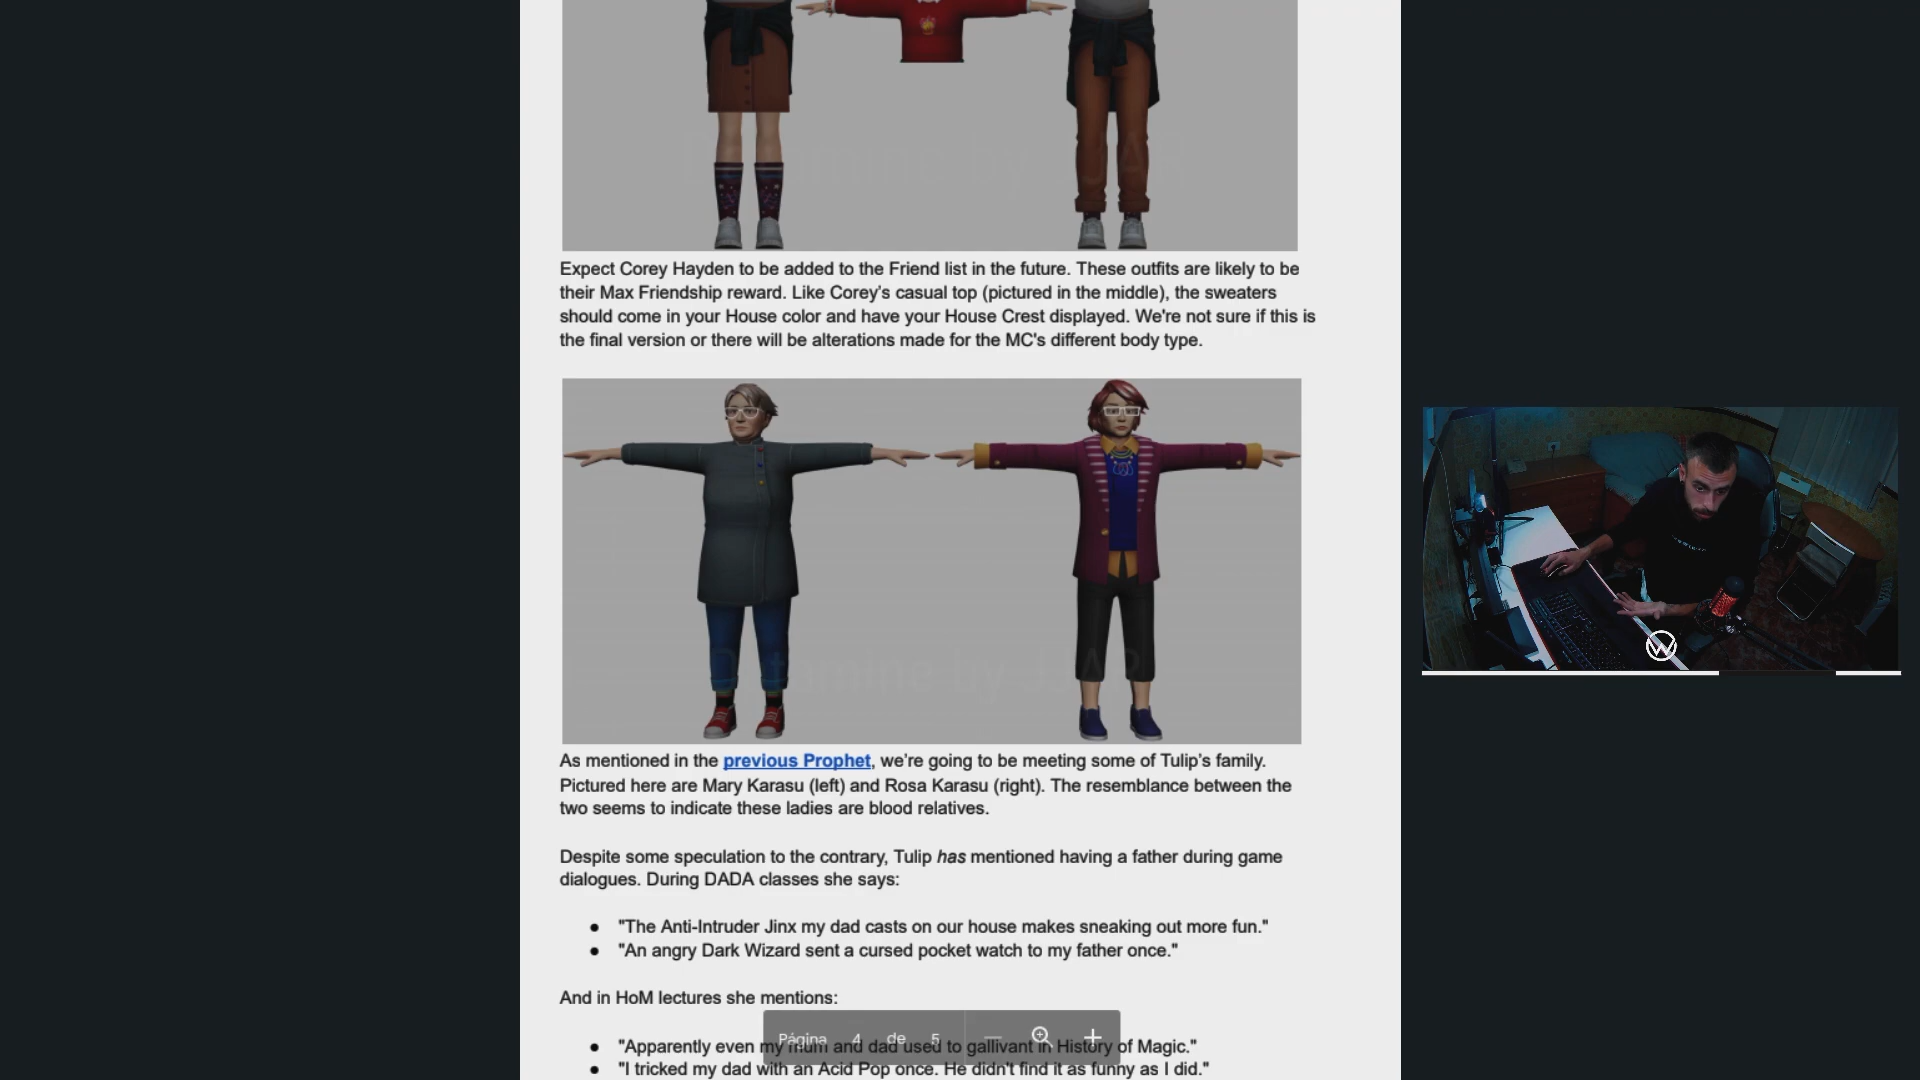 Datamine by JJAR
Expect Corey Hayden to be added to the Friend list in the future. These outfits are likely to be
their Max Friendship reward. Like Corey's casual top (pictured in the middle), the sweaters
should come in your House color and have your House Crest displayed. We're not sure if this is
the final version or there will be alterations made for the MC's different body type.
Datamine by JJAR
As mentioned in the previous Prophet, we're going to be meeting some of Tulip's family.
Pictured here are Mary Karasu (left) and Rosa Karasu (right). The resemblance between the
two seems to indicate these ladies are blood relatives.
Despite some speculation to the contrary, Tulip has mentioned having a father during game
dialogues. During DADA classes she says:
● "The Anti-Intruder Jinx my dad casts on our house makes sneaking out more fun."
● "An angry Dark Wizard sent a cursed pocket watch to my father once."
And in HoM lectures she mentions:
Página 4 de 5
● "Apparently even my mum and dad used to gallivant in History of Magic."
● "I tricked my dad with an Acid Pop once. He didn't find it as funny as I did."